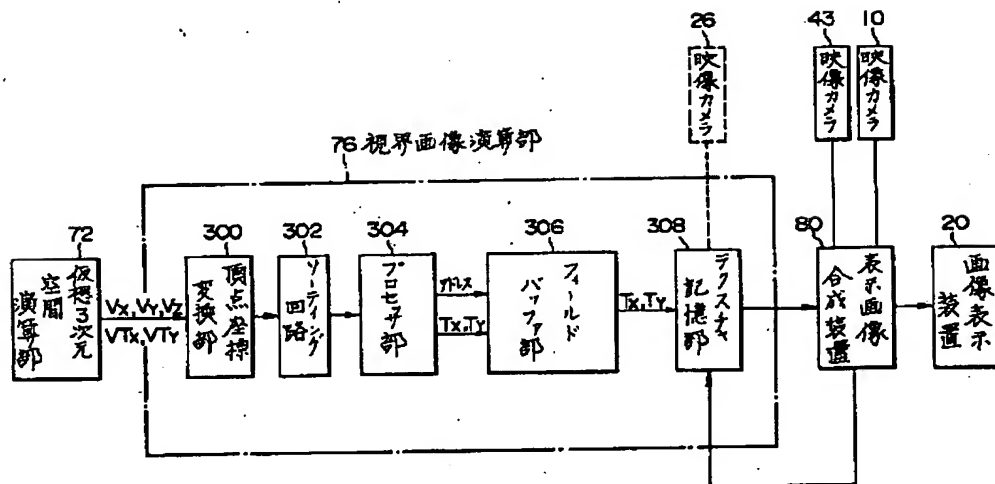 26
映像カメラ
43
映像カメラ
10
映像カメラ
76 視界画像演算部
72
仮想3次元
空間
演算部
VX, VY, VZ
VTX, VTY
300
頂点座標
変換部
302
ソーティング
回路
304
プロセッサ部
アドレス
TX, TY
306
フィールド
バッファ部
TX, TY
308
テクスチャ
記憶部
80
表示画像
合成装置
20
画像表示
装置